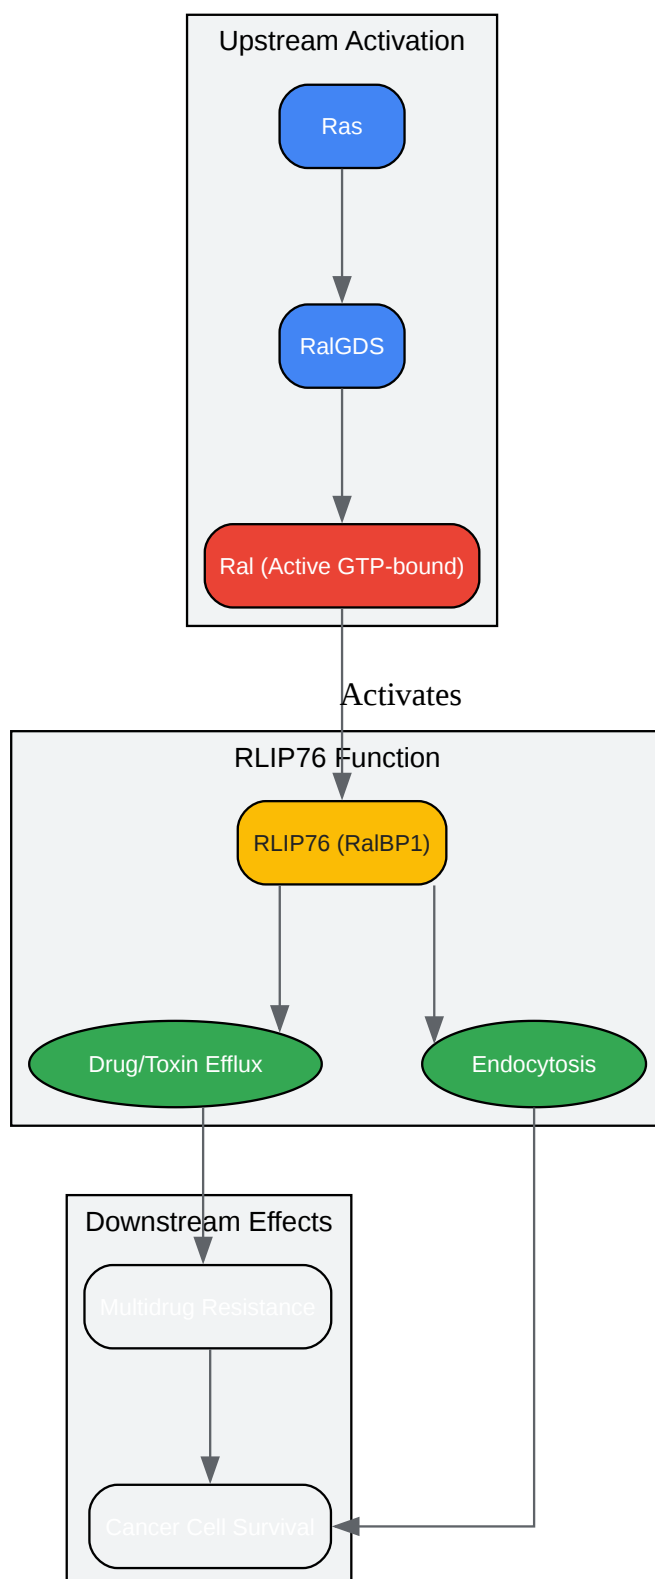 Upstream Activation
Ras
RalGDS
Ral (Active GTP-bound)
Activates
RLIP76 Function
RLIP76 (RalBP1)
Drug/Toxin Efflux
Endocytosis
Downstream Effects
Multidrug Resistance
Cancer Cell Survival